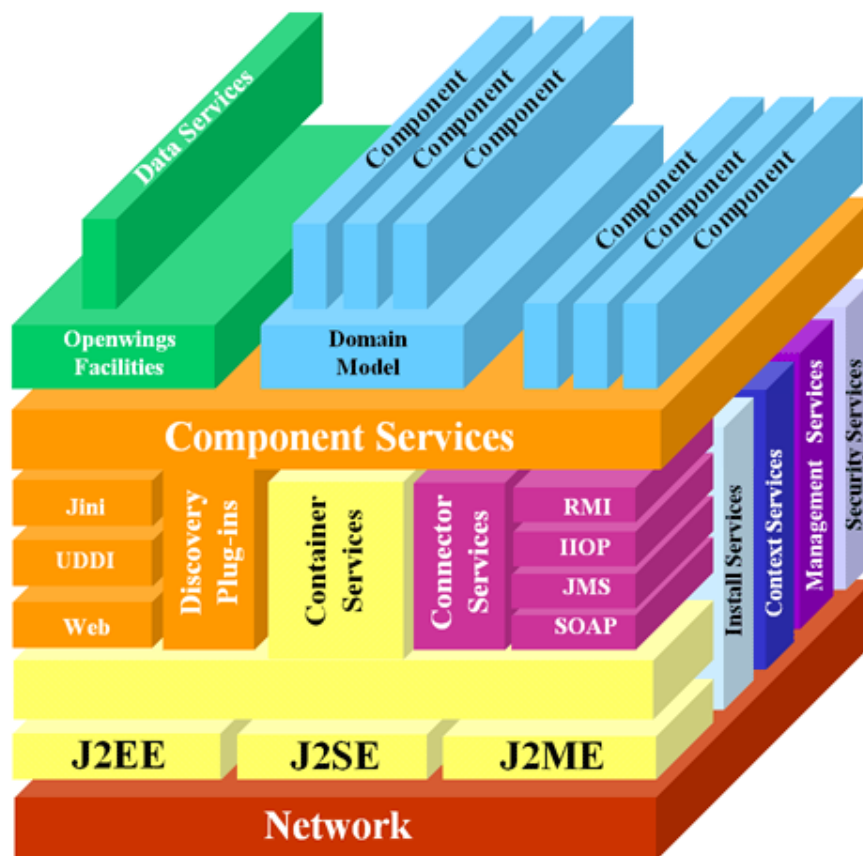 Data Services
Component
Component
Component
Component
Component
Component
Openwings
Facilities
Domain
Model
Component Services
Jini
UDDI
Web
Discovery
Plug-ins
Container
Services
Connector
Services
RMI
IIOP
JMS
SOAP
Install Services
Context Services
Management Services
Security Services
J2EE
J2SE
J2ME
Network